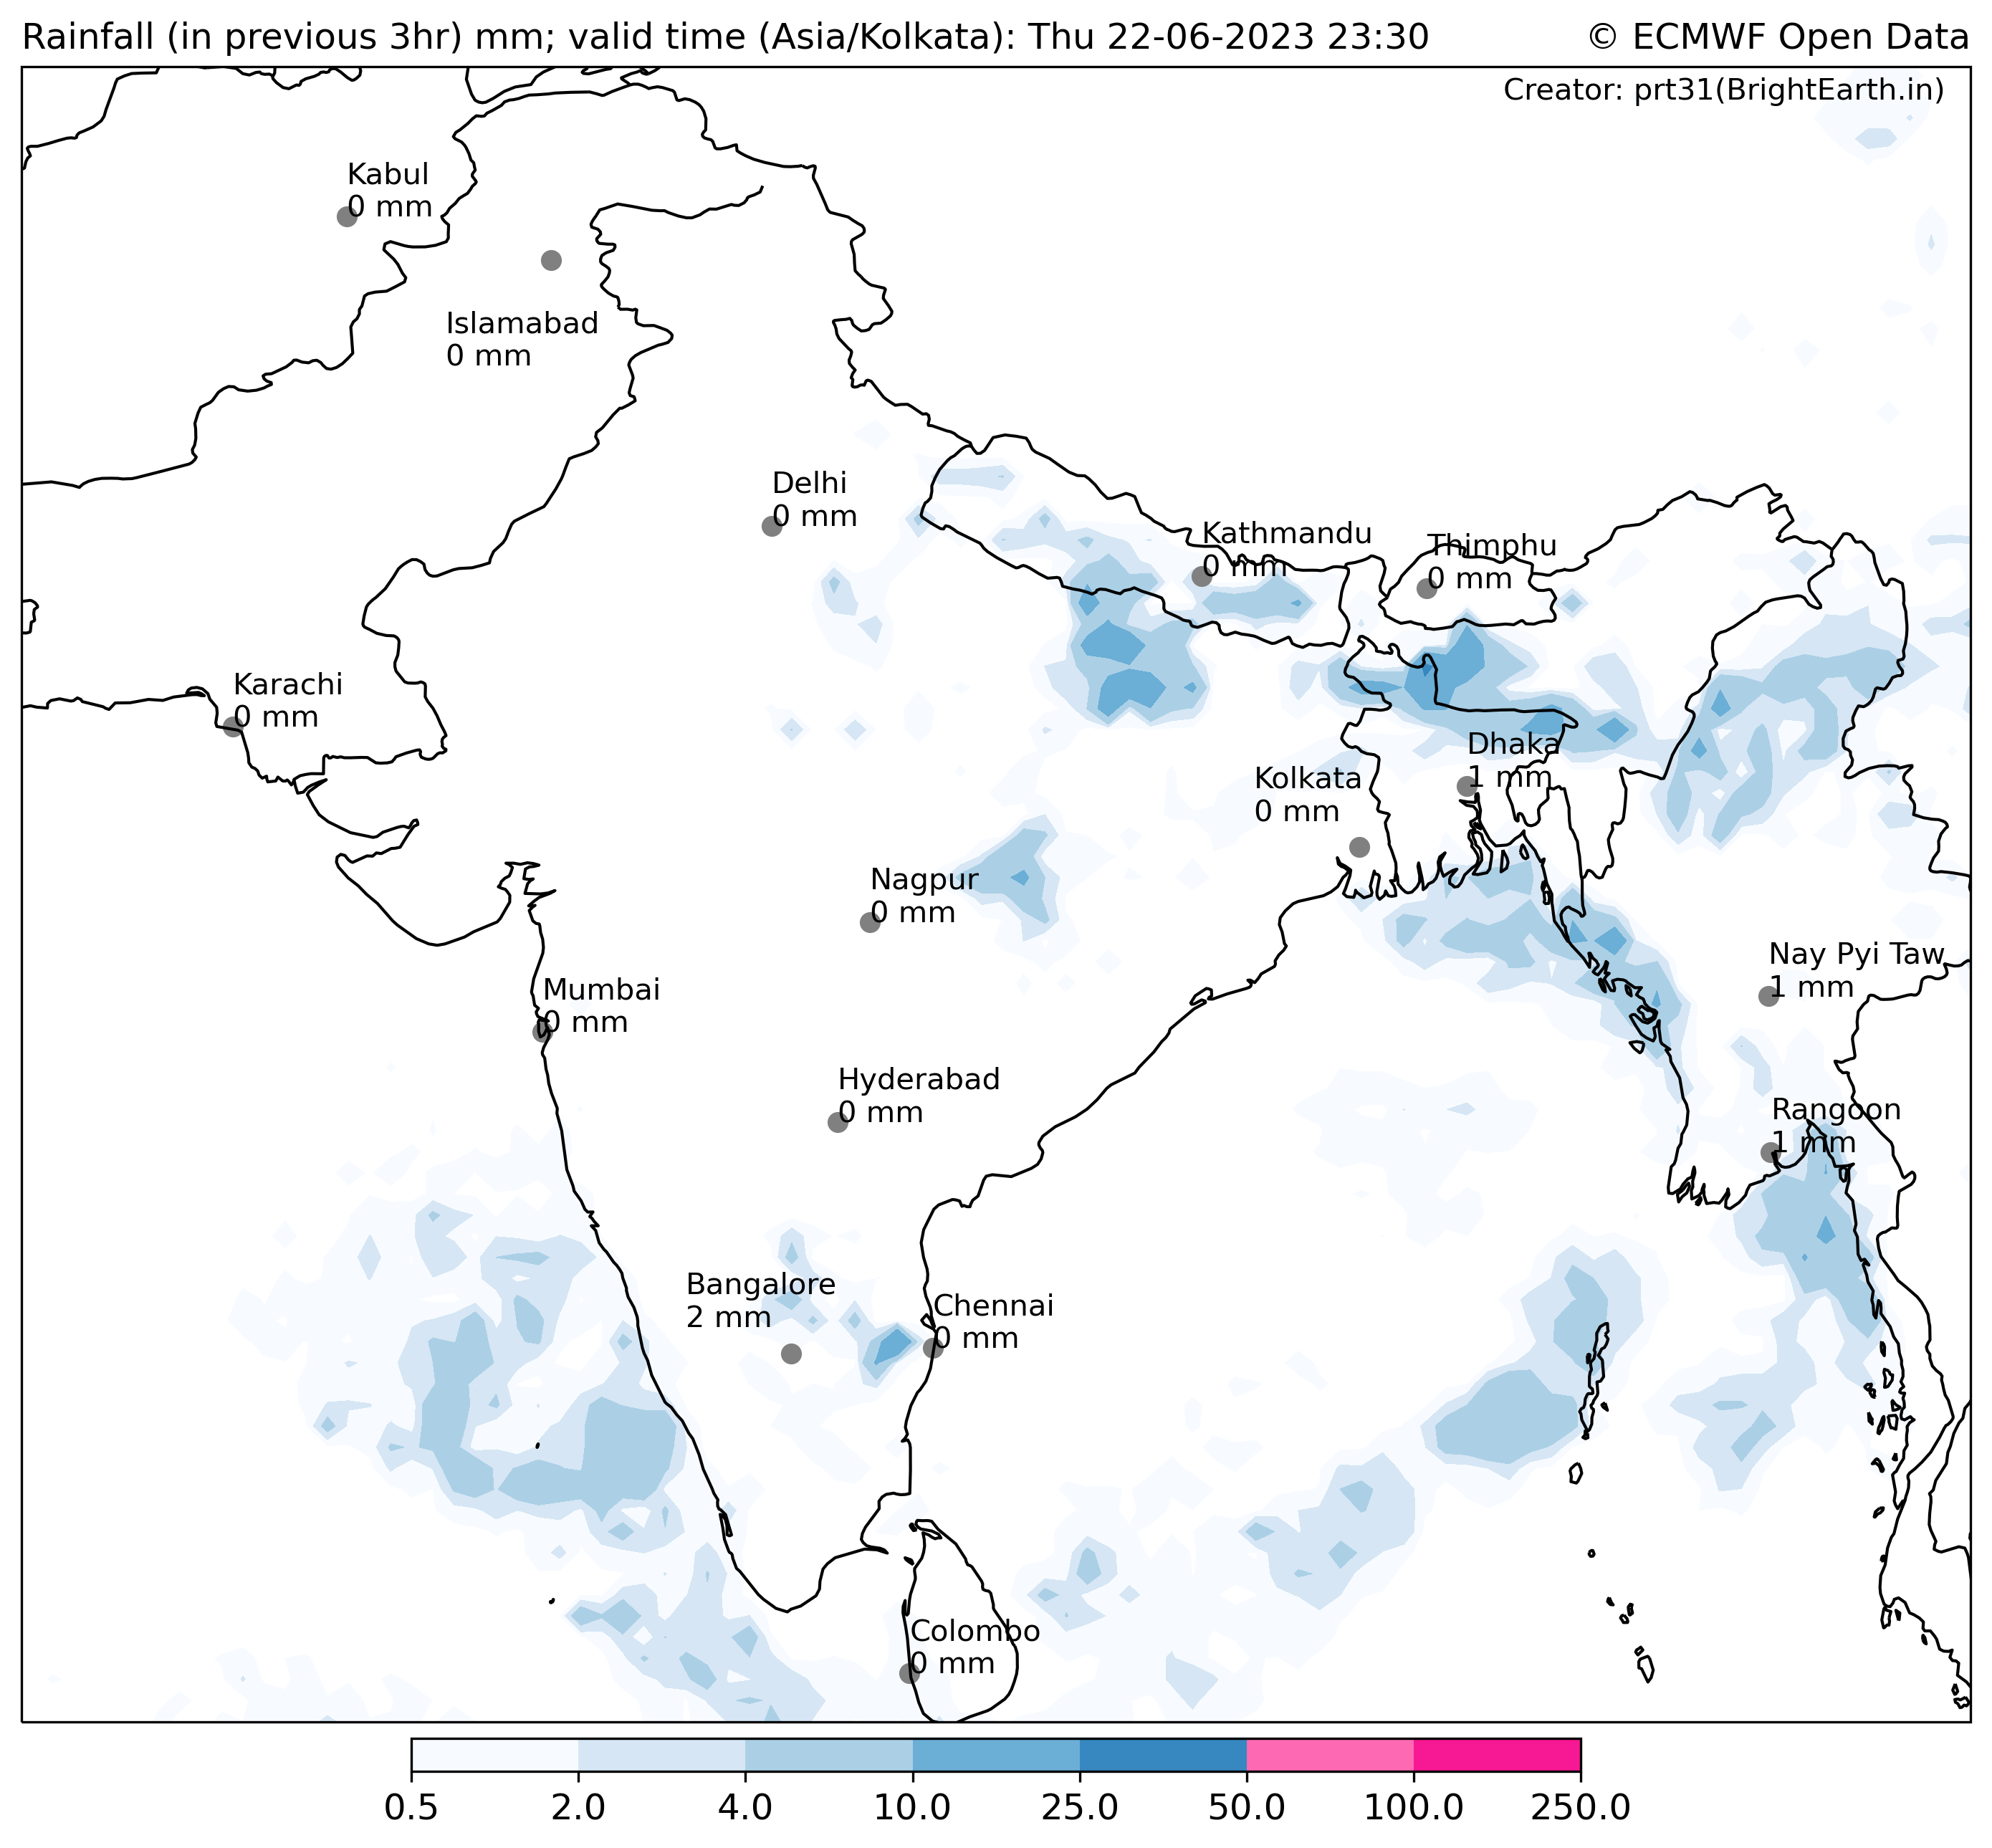 Rainfall (in previous 3hr) mm; valid time (Asia/Kolkata): Thu 22-06-2023 23:30
© ECMWF Open Data
Creator: prt31(BrightEarth.in)
Kabul
0 mm
Islamabad
0 mm
Delhi
0 mm
Kathmandu
0 mm
Thimphu
0 mm
Karachi
0 mm
Dhaka
1 mm
Kolkata
0 mm
Nagpur
0 mm
Nay Pyi Taw
1 mm
Mumbai
0 mm
Hyderabad
0 mm
Rangoon
1 mm
Bangalore
2 mm
Chennai
0 mm
Colombo
0 mm
0.5 2.0 4.0 10.0 25.0 50.0 100.0 250.0